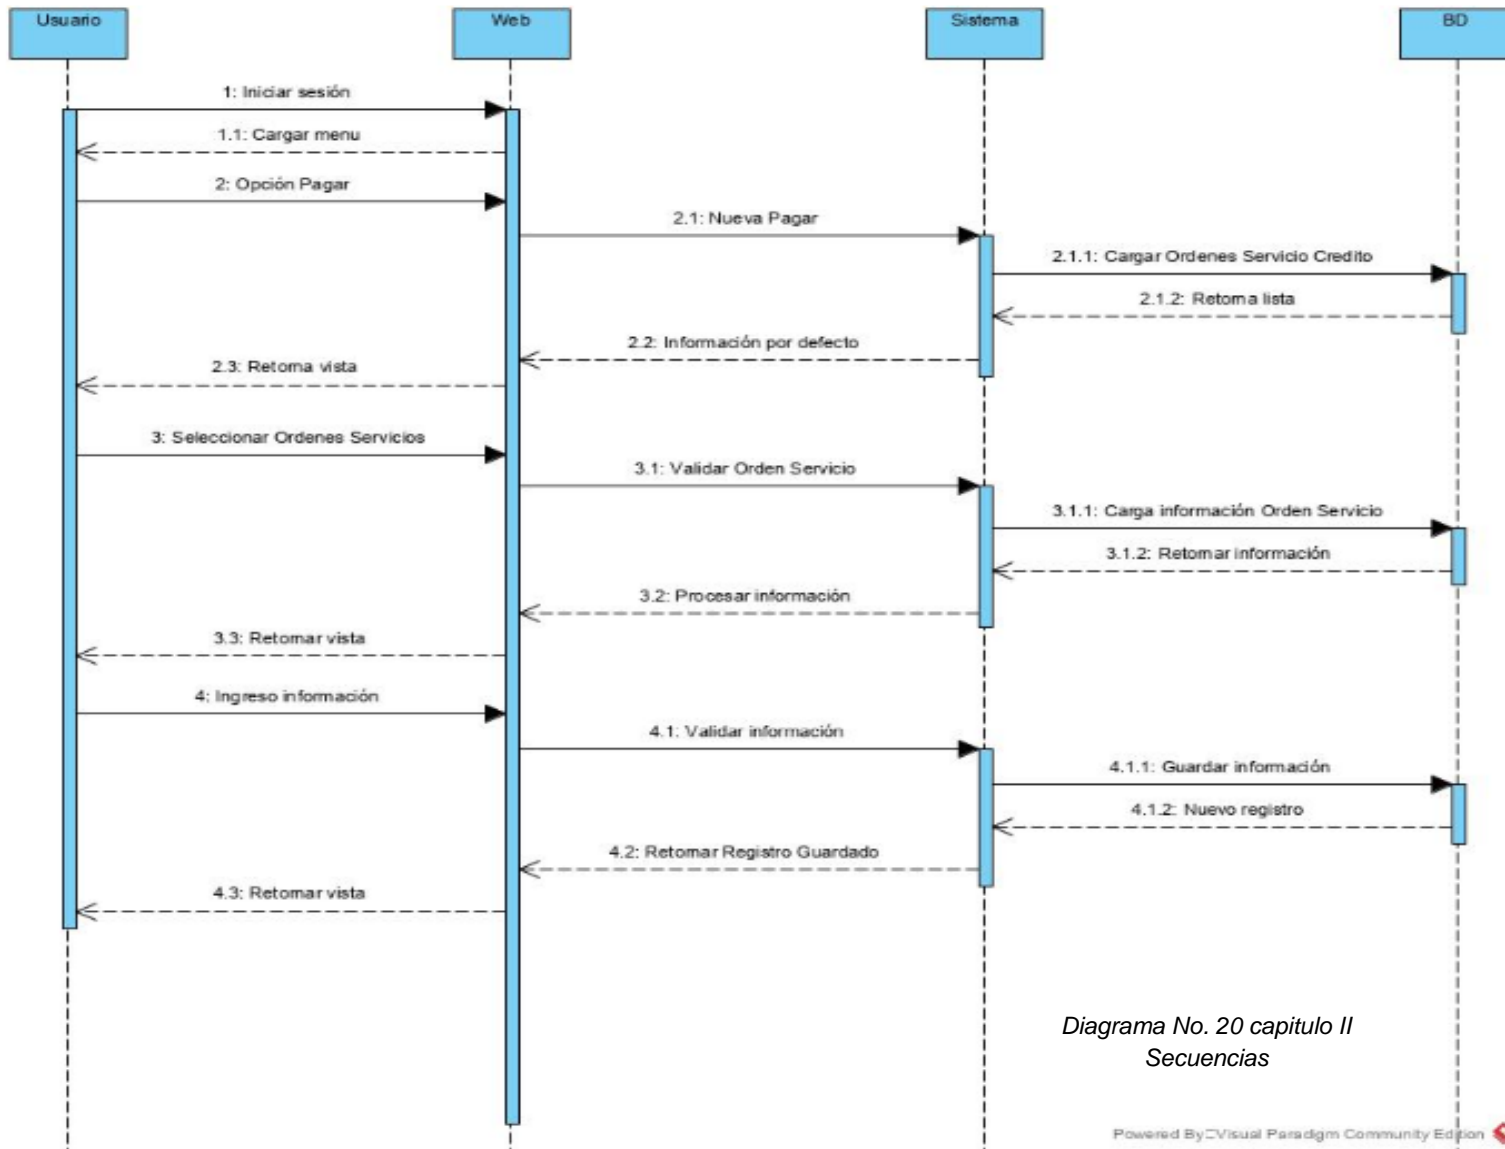 Usuario
Web
Sistema
BD
1: Iniciar sesión
1.1: Cargar menu
2: Opción Pagar
2.1: Nueva Pagar
2.1.1: Cargar Ordenes Servicio Credito
2.1.2: Retorna lista
2.2: Información por defecto
2.3: Retorna vista
3: Seleccionar Ordenes Servicios
3.1: Validar Orden Servicio
3.1.1: Carga información Orden Servicio
3.1.2: Retornar información
3.2: Procesar información
3.3: Retornar vista
4: Ingreso información
4.1: Validar información
4.1.1: Guardar información
4.1.2: Nuevo registro
4.2: Retornar Registro Guardado
4.3: Retornar vista
Diagrama No. 20 capitulo II
Secuencias
Powered By Visual Paradigm Community Edition